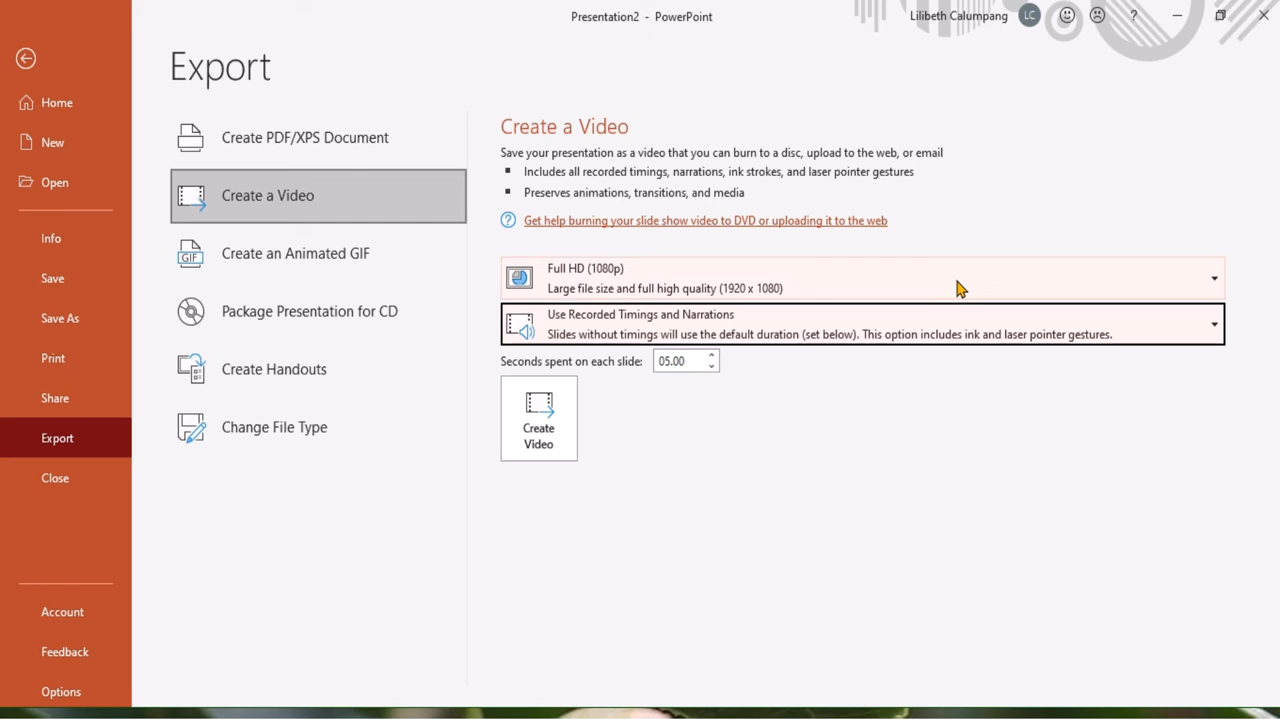 Presentation2 - PowerPoint
Lilibeth Calumpang
LC
?
Export
Home
New
Open
Info
Save
Save As
Print
Share
Export
Close
Account
Feedback
Options
Create PDF/XPS Document
Create a Video
Create an Animated GIF
GIF
Package Presentation for CD
Create Handouts
Change File Type
Create a Video
Save your presentation as a video that you can burn to a disc, upload to the web, or email
Includes all recorded timings, narrations, ink strokes, and laser pointer gestures
Preserves animations, transitions, and media
? Get help burning your slide show video to DVD or uploading it to the web
Full HD (1080p)
Large file size and full high quality (1920 x 1080)
Use Recorded Timings and Narrations
Slides without timings will use the default duration (set below). This option includes ink and laser pointer gestures.
Seconds spent on each slide: 05.00
Create
Video